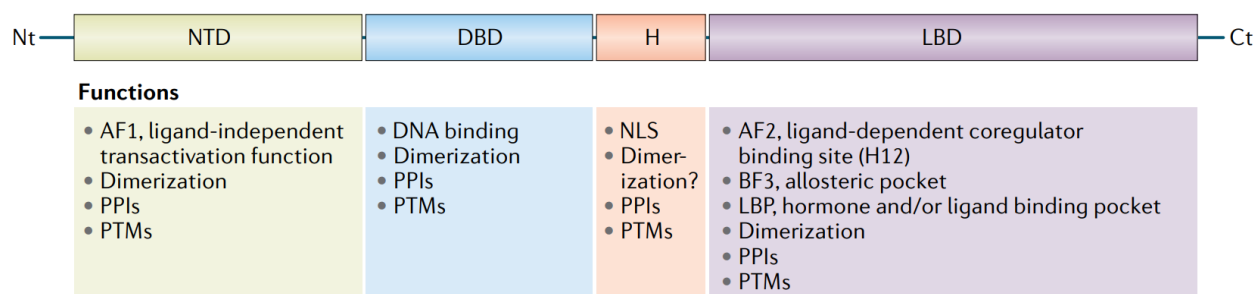 Nt NTD DBD H LBD Ct
Functions
• AF1, ligand-independent
transactivation function
• Dimerization
• PPIs
• PTMs
• DNA binding
• Dimerization
• PPIs
• PTMs
• NLS
• Dimer-
ization?
• PPIs
• PTMs
• AF2, ligand-dependent coregulator
binding site (H12)
• BF3, allosteric pocket
• LBP, hormone and/or ligand binding pocket
• Dimerization
• PPIs
• PTMs